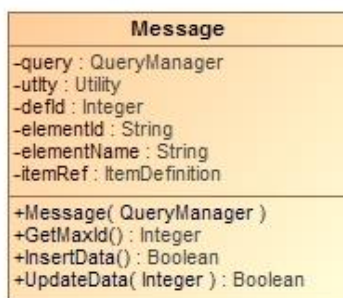 Message
-query : QueryManager
-utlty : Utility
-defId : Integer
-elementId : String
-elementName : String
-itemRef : ItemDefinition
+Message( QueryManager )
+GetMaxId() : Integer
+InsertData() : Boolean
+UpdateData( Integer ) : Boolean